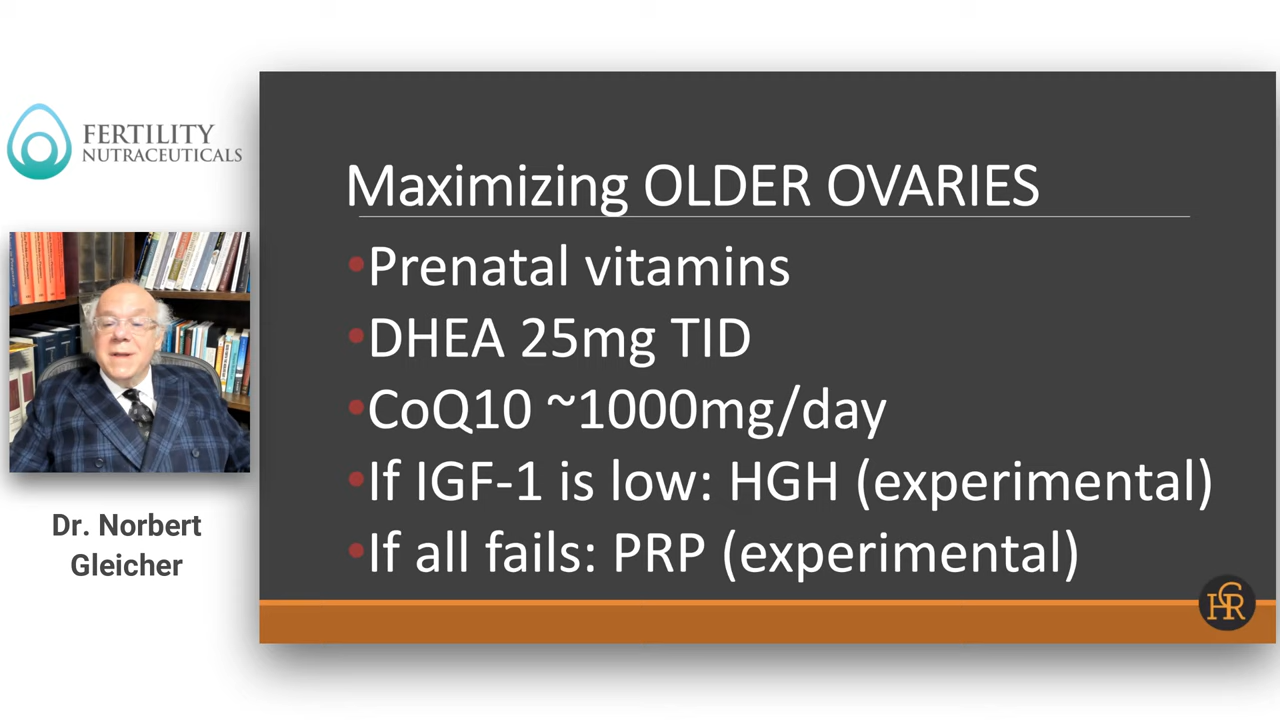 FERTILITY
NUTRACEUTICALS
Dr. Norbert
Gleicher
Maximizing OLDER OVARIES
•Prenatal vitamins
•DHEA 25mg TID
•CoQ10 ~1000mg/day
•If IGF-1 is low: HGH (experimental)
•If all fails: PRP (experimental)
CHR